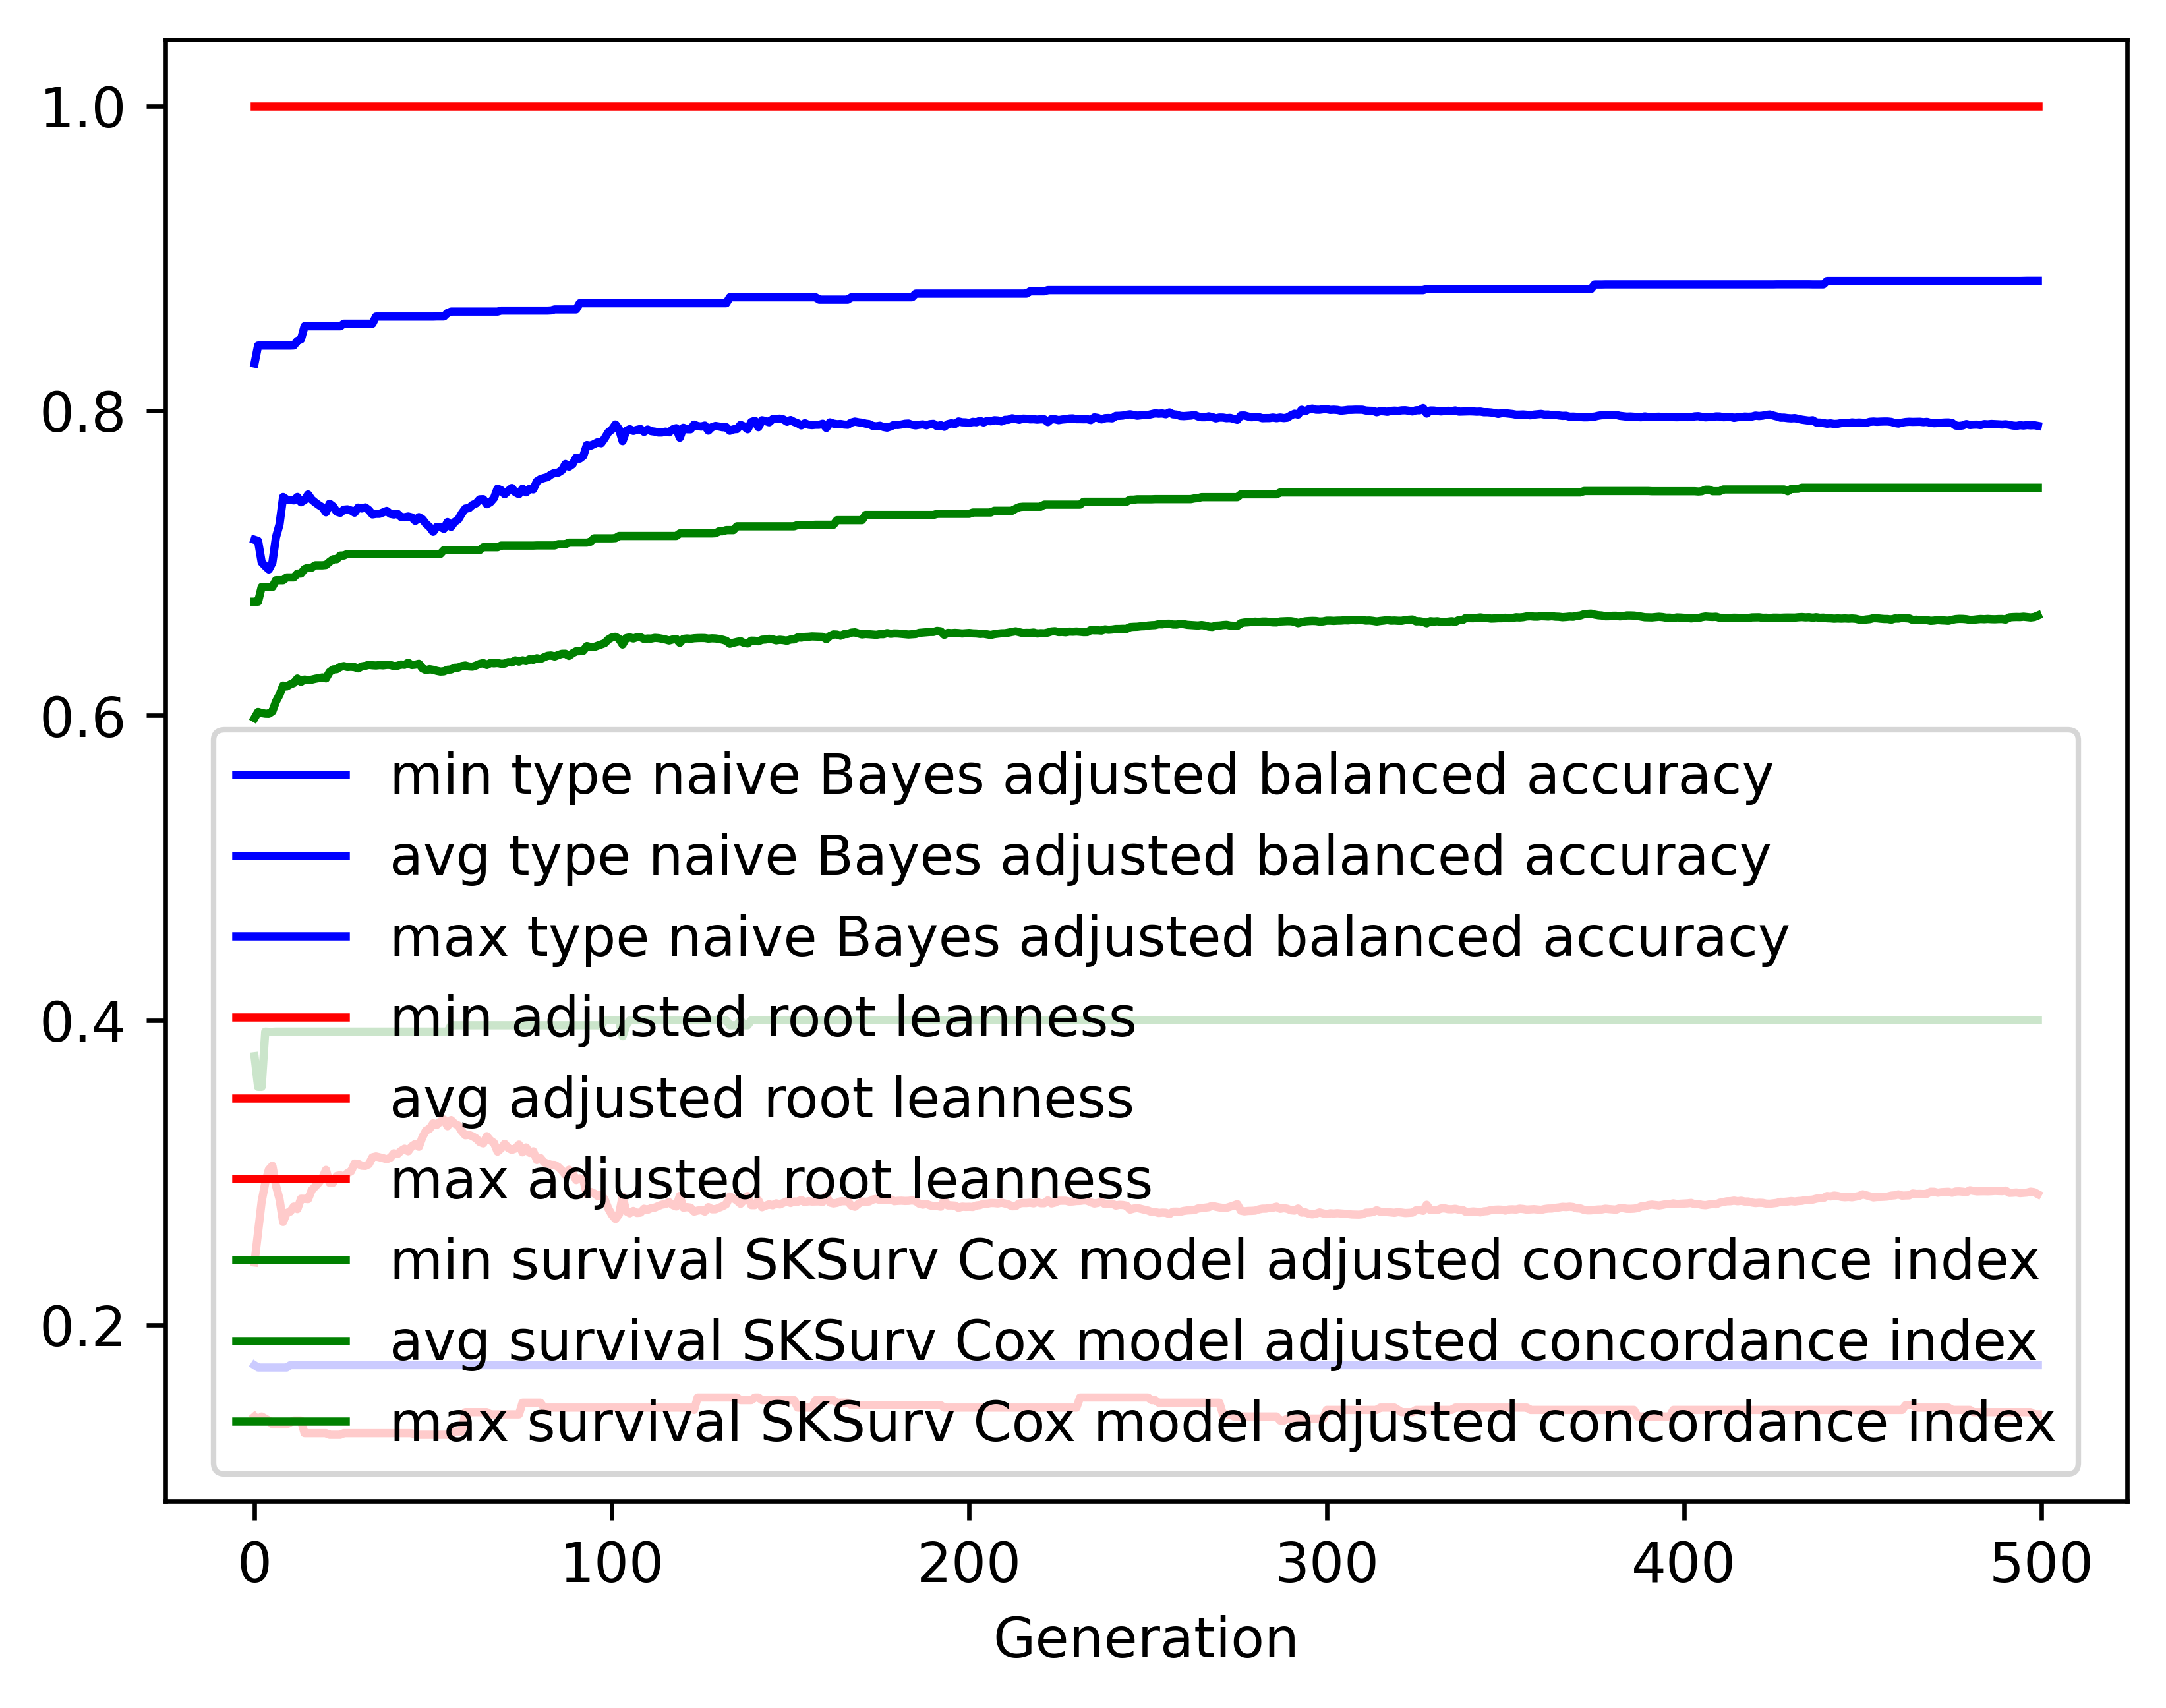 1.0
0.8
0.6
0.4
0.2
min type naive Bayes adjusted balanced accuracy
avg type naive Bayes adjusted balanced accuracy
max type naive Bayes adjusted balanced accuracy
min adjusted root leanness
avg adjusted root leanness
max adjusted root leanness
min survival SKSurv Cox model adjusted concordance index
avg survival SKSurv Cox model adjusted concordance index
max survival SKSurv Cox model adjusted concordance index
0 100 200 300 400 500
Generation